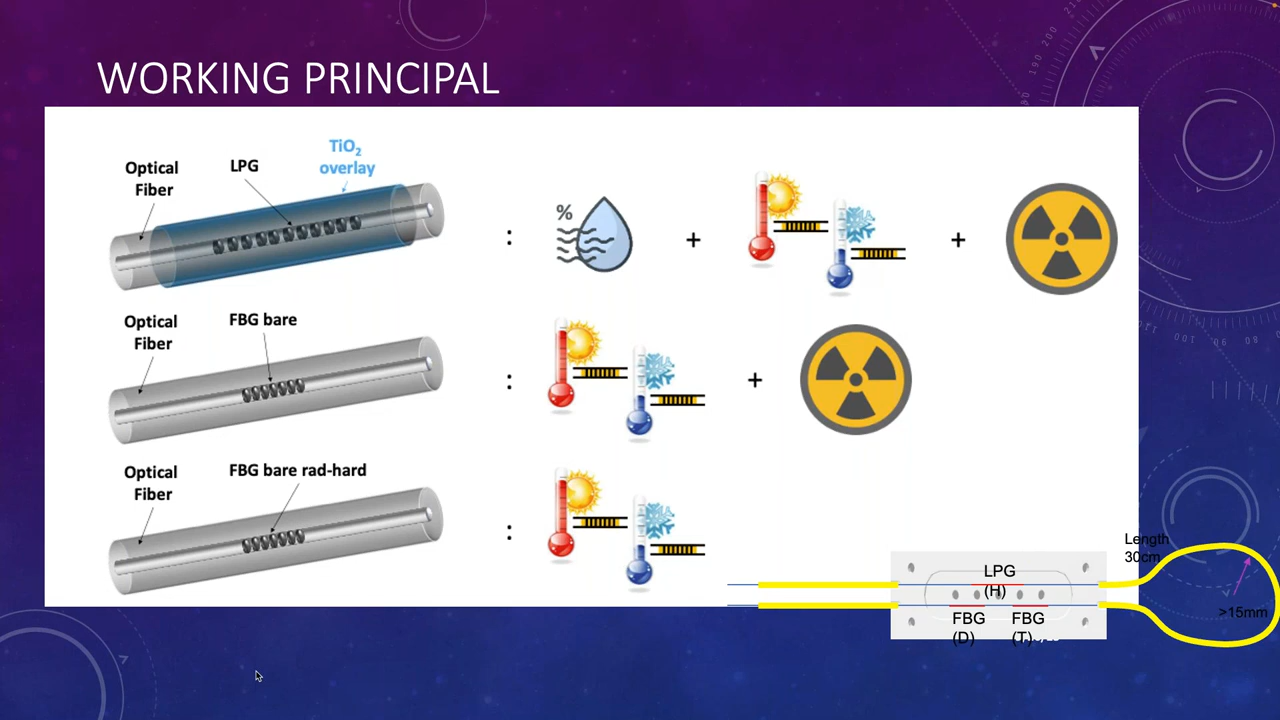 WORKING PRINCIPAL
Optical
Fiber
LPG
TiO₂
overlay
:
%
+
+
Optical
Fiber
FBG bare
:
+
Optical
Fiber
FBG bare rad-hard
:
Length
30cm
LPG
(H)
>15mm
FBG
(D)
FBG
(T)